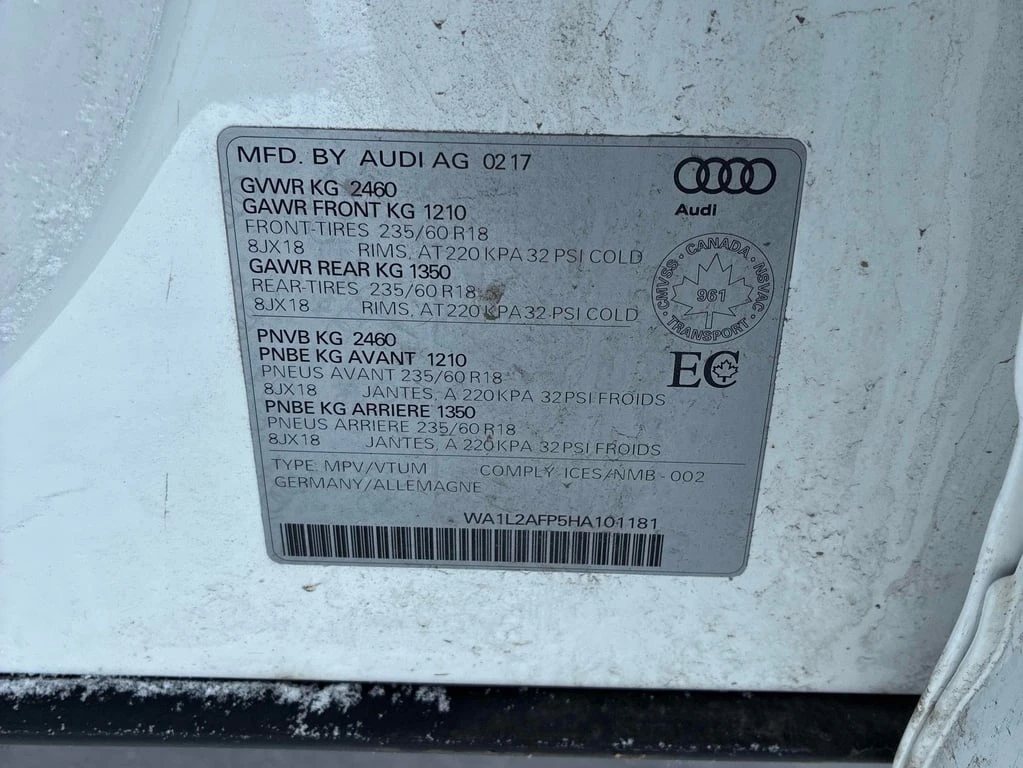 MFD. BY AUDI AG 02 17
Audi
GVWR KG 2460
GAWR FRONT KG 1210
FRONT-TIRES 235/60 R18
8JX18 RIMS, AT 220 KPA 32 PSI COLD
GAWR REAR KG 1350
REAR-TIRES 235/60 R18
8JX18 RIMS, AT 220 KPA 32 PSI COLD
CANADA
CMVSS - NSVAC
961
TRANSPORT
PNVB KG 2460
PNBE KG AVANT 1210
PNEUS AVANT 235/60 R18
8JX18 JANTES, A 220 KPA 32 PSI FROIDS
EC
PNBE KG ARRIERE 1350
PNEUS ARRIERE 235/60 R18
8JX18 JANTES, A 220 KPA 32 PSI FROIDS
TYPE: MPV/VTUM COMPLY: ICES/NMB - 002
GERMANY/ALLEMAGNE
WA1L2AFP5HA101181